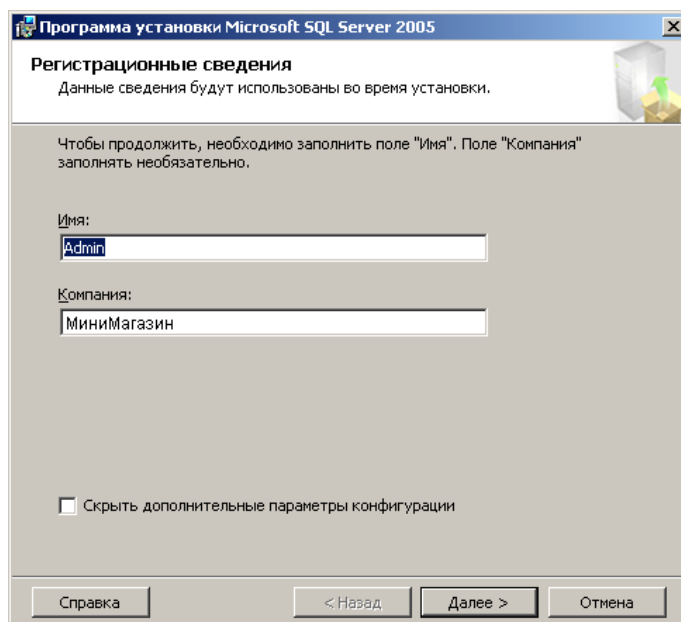 Программа установки Microsoft SQL Server 2005
Регистрационные сведения
Данные сведения будут использованы во время установки.
Чтобы продолжить, необходимо заполнить поле "Имя". Поле "Компания"
заполнять необязательно.
Имя:
Admin
Компания:
МиниМагазин
Скрыть дополнительные параметры конфигурации
Справка
< Назад
Далее >
Отмена